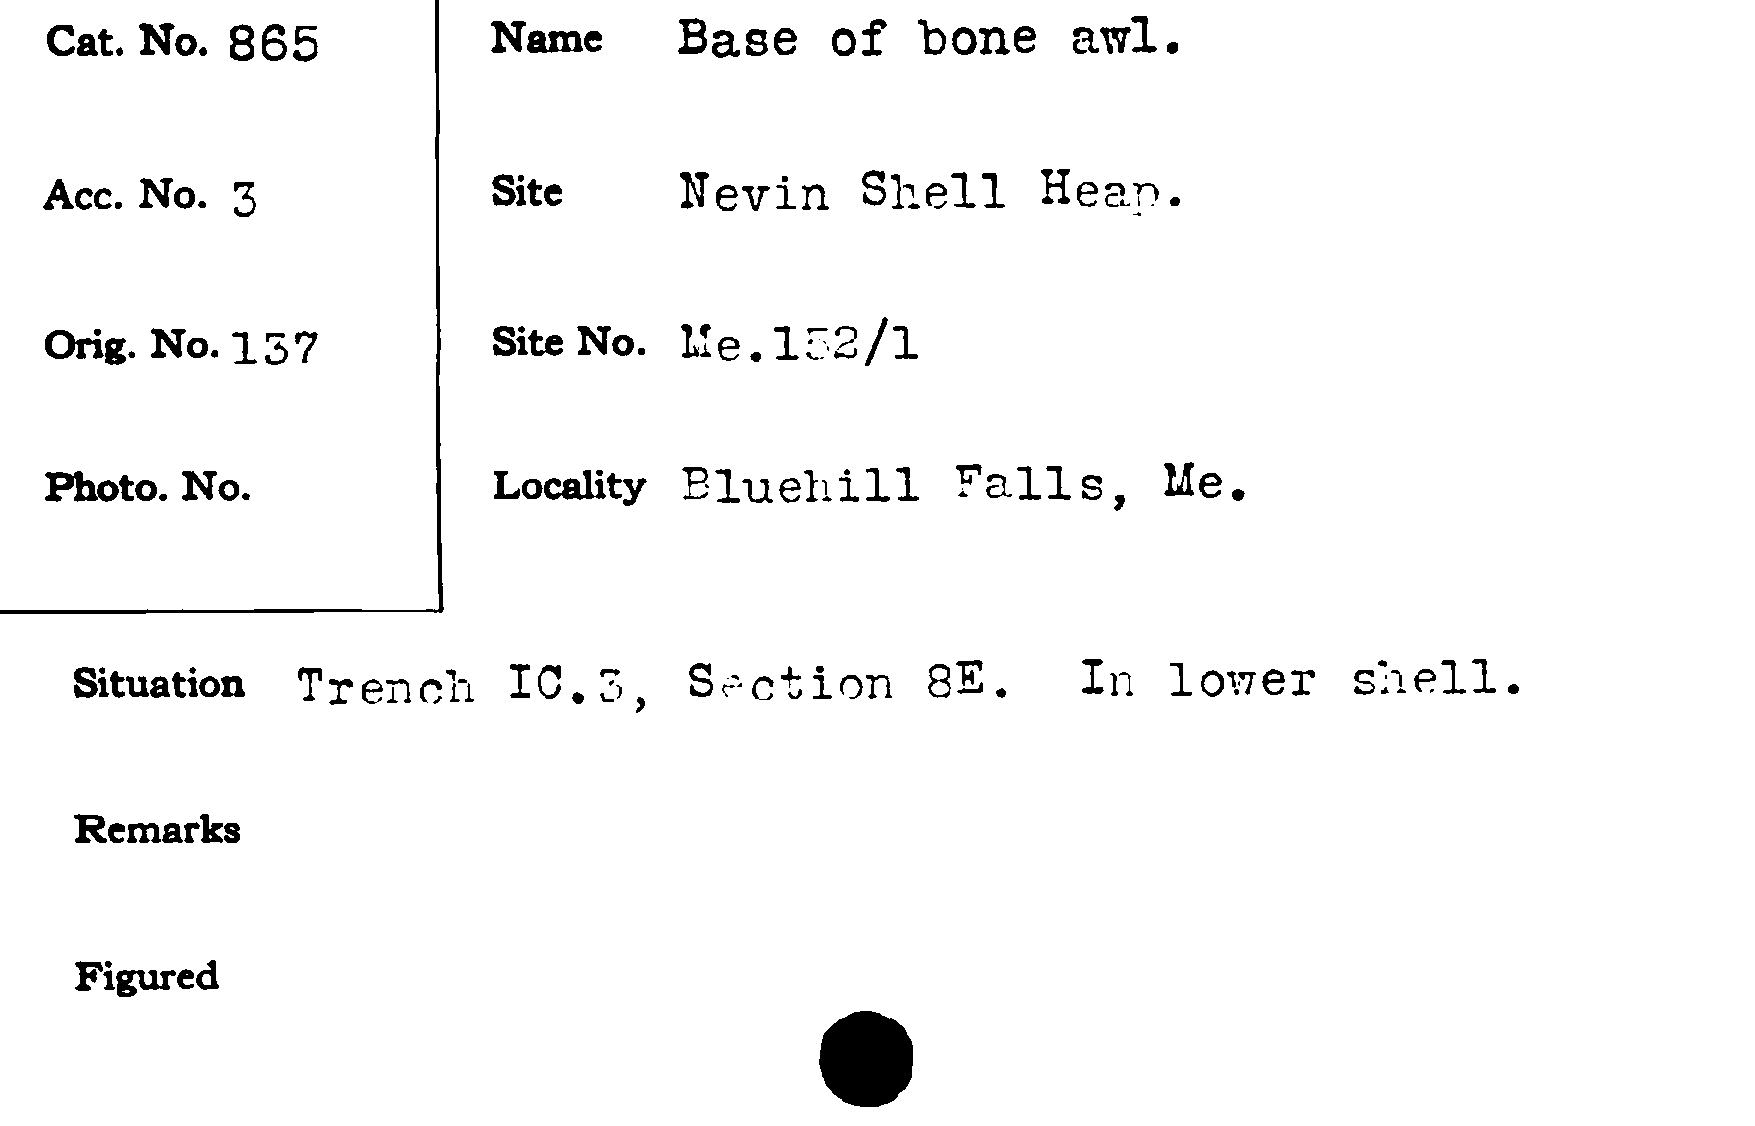 Cat. No. 865
Name Base of bone awl.
Acc. No. 3
Site Nevin Shell Heap.
Orig. No. 137
Site No. Me.152/1
Photo. No.
Locality Bluehill Falls, Me.
Situation Trench IC.3, Section 8E. In lower shell.
Remarks
Figured